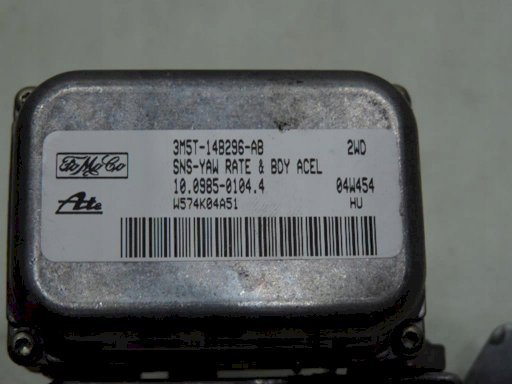 3M5T-14B296-AB 2WD
FoMoCo SNS-YAW RATE & BDY ACEL
10.0985-0104.4 04W454
Ate W574K04A51 HU